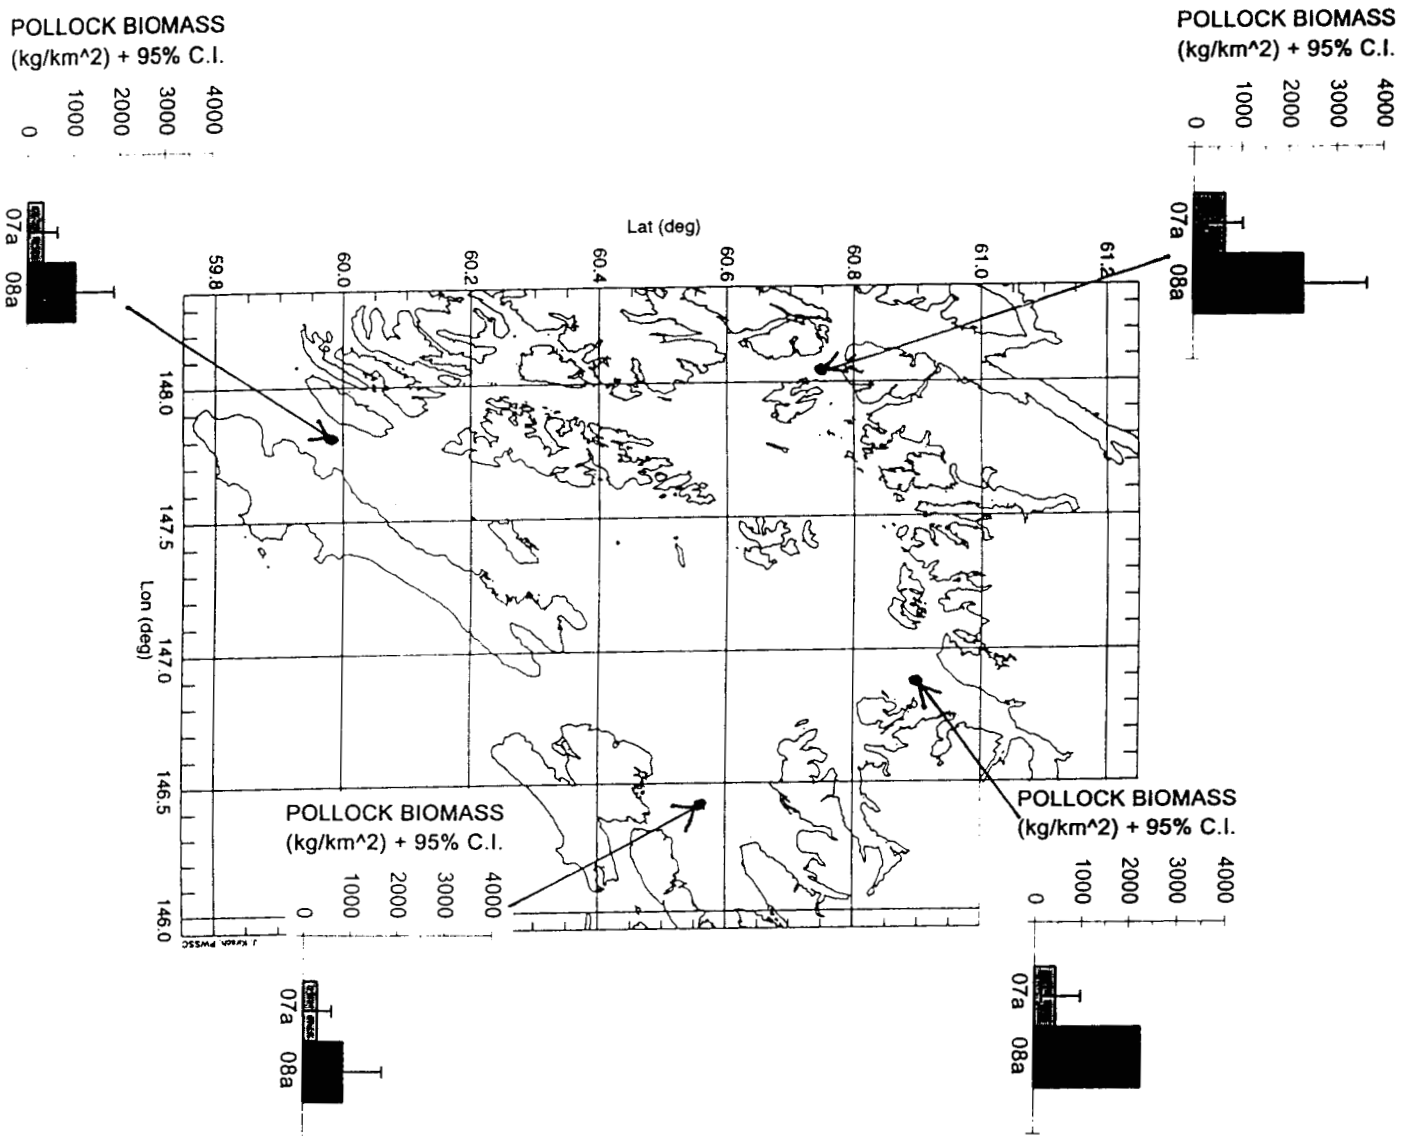 POLLOCK BIOMASS
(kg/km^2) + 95% C.I.
0
1000
2000
3000
4000
07a
08a
POLLOCK BIOMASS
(kg/km^2) + 95% C.I.
0
1000
2000
3000
4000
07a
08a
Lat (deg)
59.8
60.0
60.2
60.4
60.6
60.8
61.0
61.2
148.0
147.5
147.0
146.5
146.0
Lon (deg)
POLLOCK BIOMASS
(kg/km^2) + 95% C.I.
0
1000
2000
3000
4000
07a
08a
POLLOCK BIOMASS
(kg/km^2) + 95% C.I.
0
1000
2000
3000
4000
07a
08a
J. Kirsch, PWSSC